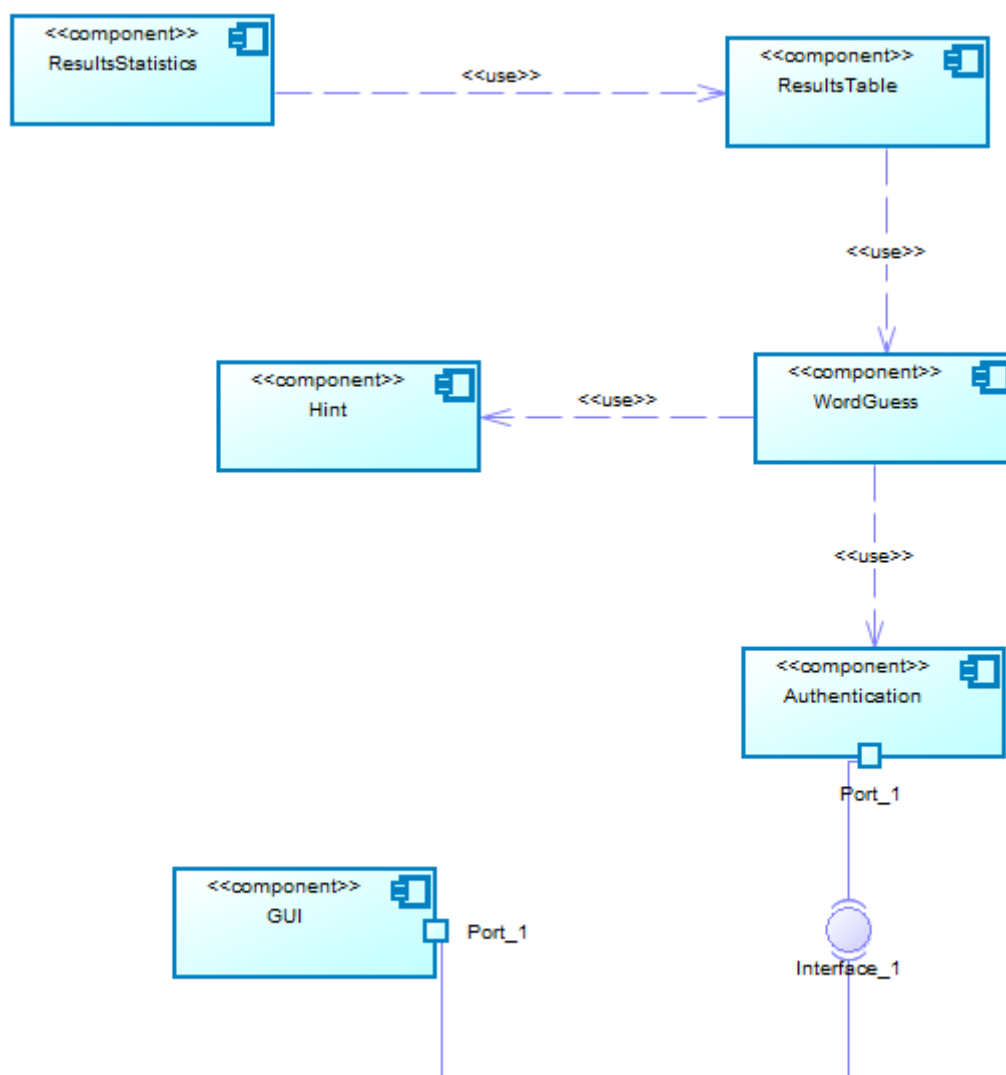 <<component>>
ResultsStatistics
<<use>>
<<component>>
ResultsTable
<<use>>
<<component>>
Hint
<<use>>
<<component>>
WordGuess
<<use>>
<<component>>
Authentication
Port_1
<<component>>
GUI
Port_1
Interface_1